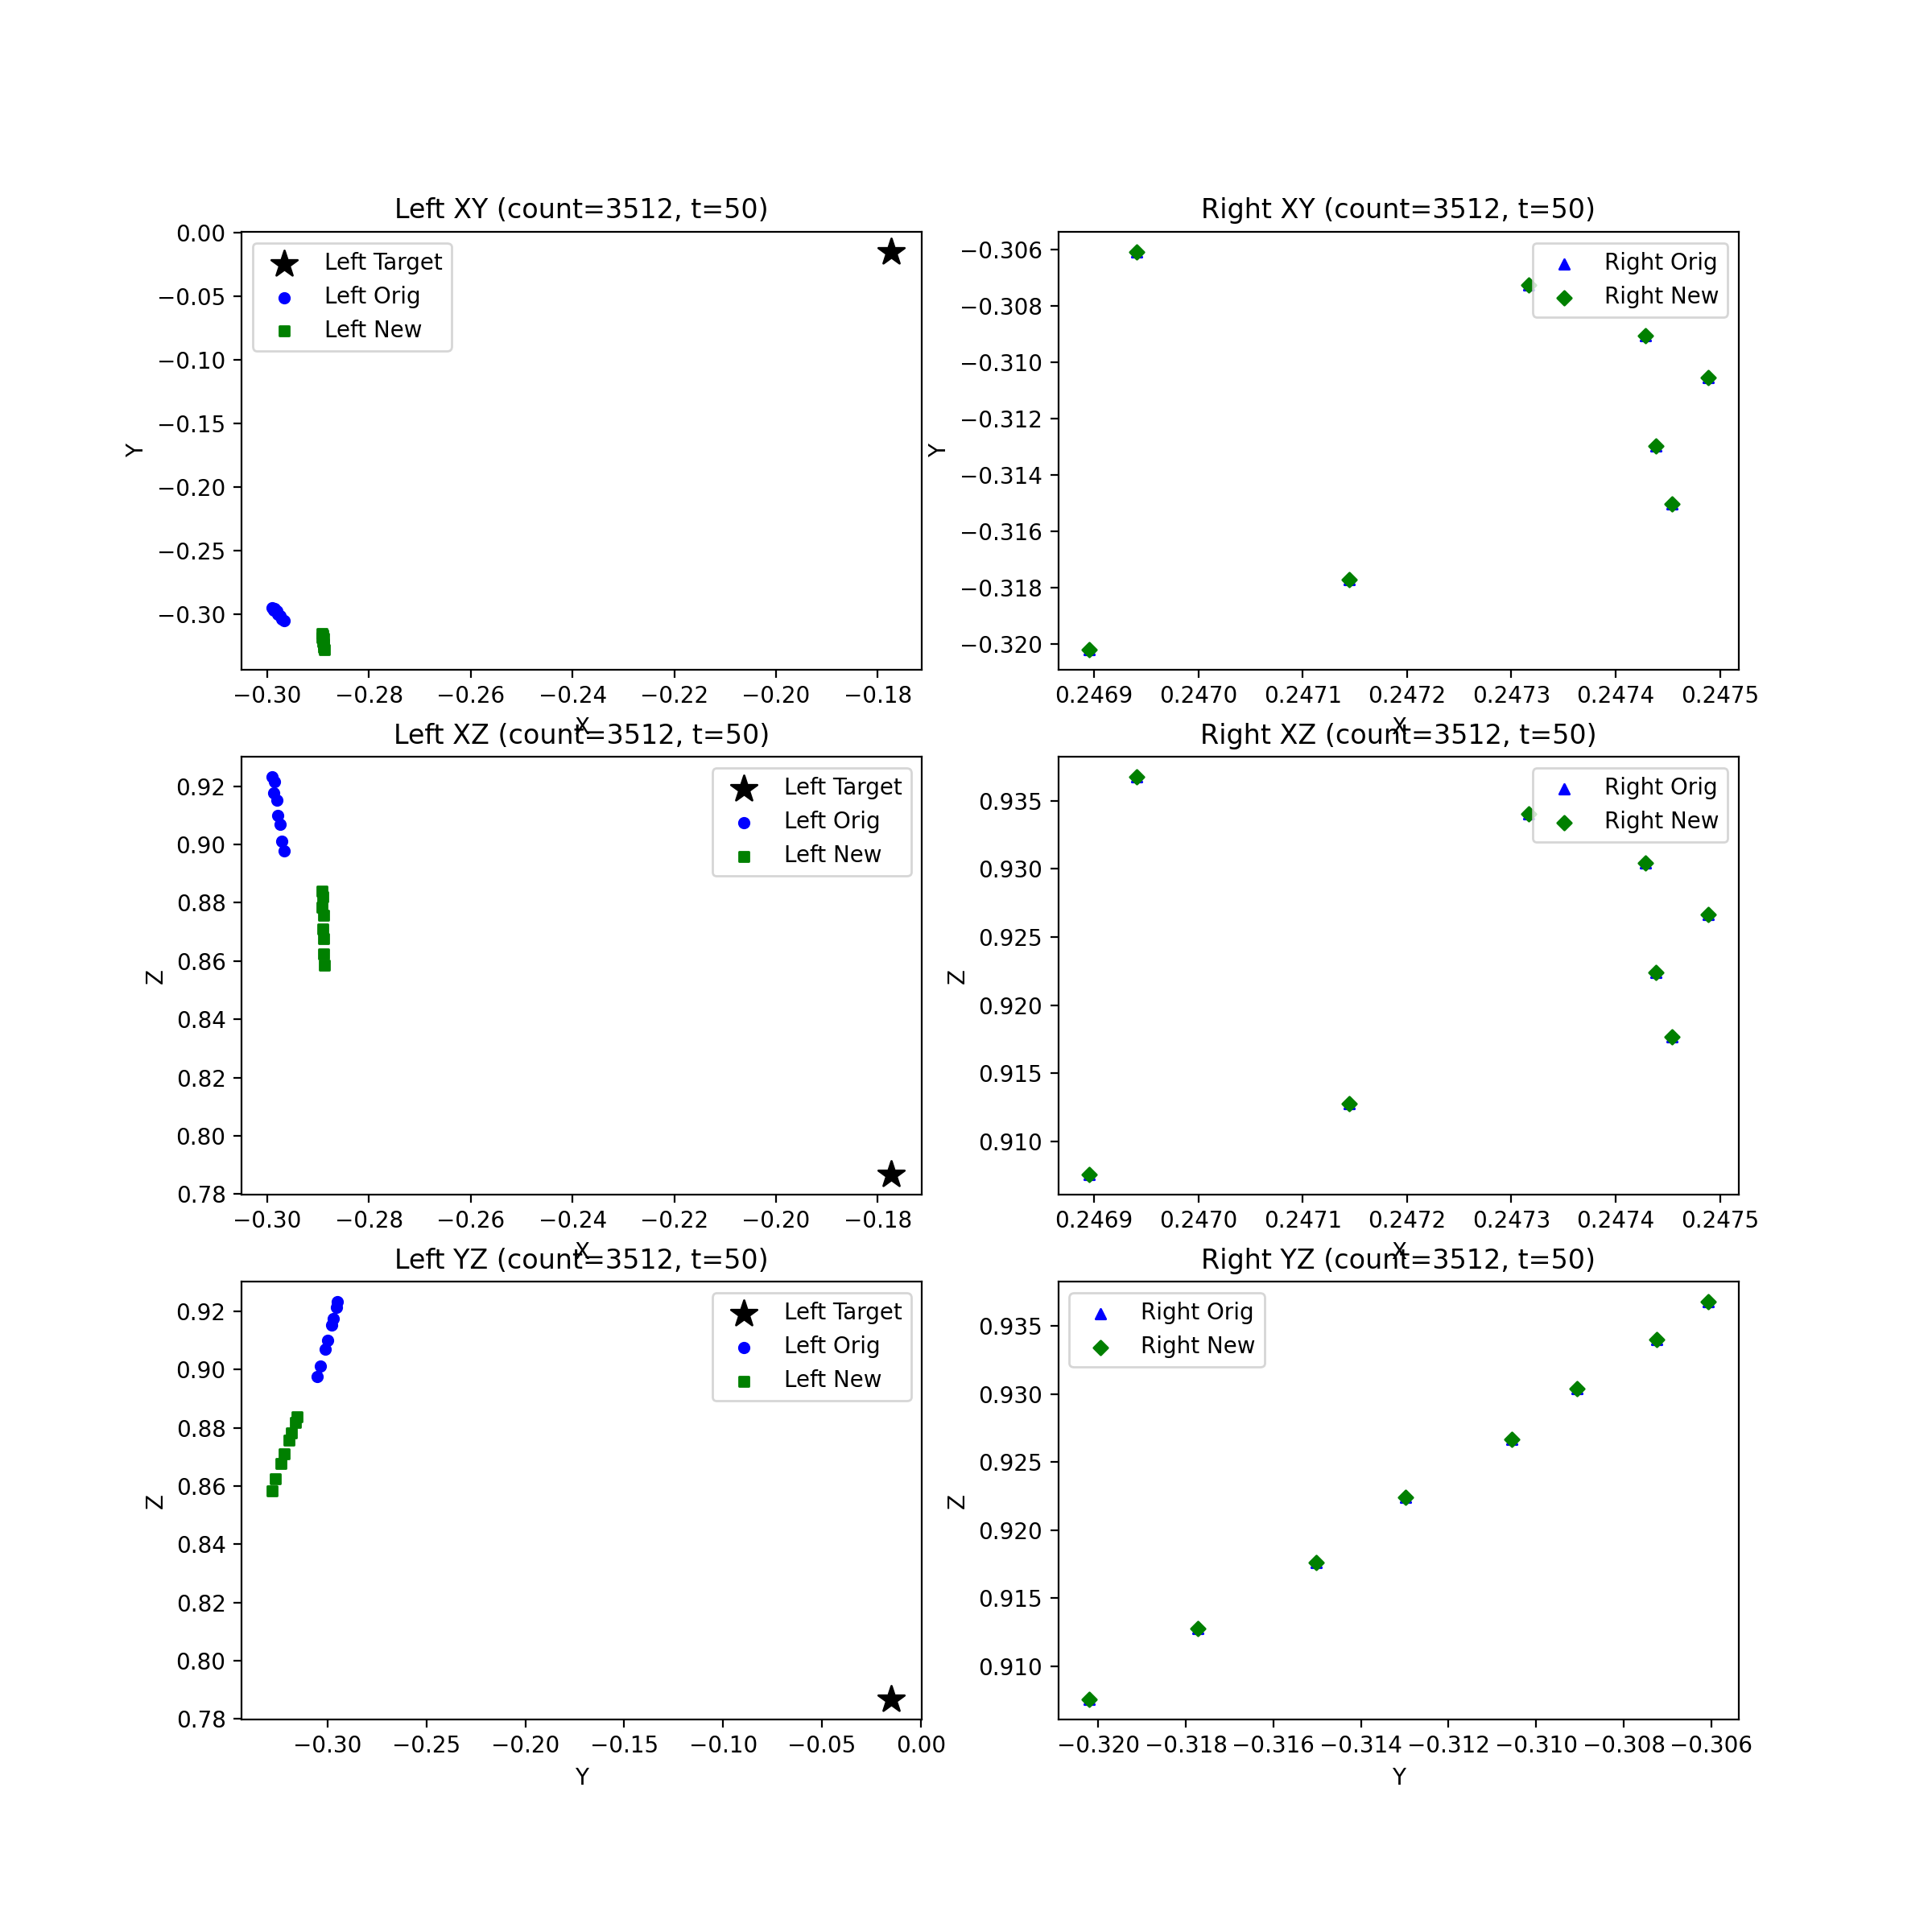 Left XY (count=3512, t=50)
Left Target
Left Orig
Left New
0.00
−0.05
−0.10
−0.15
−0.20
−0.25
−0.30
Y
−0.30 −0.28 −0.26 −0.24 −0.22 −0.20 −0.18
X
Right XY (count=3512, t=50)
Right Orig
Right New
−0.306
−0.308
−0.310
−0.312
−0.314
−0.316
−0.318
−0.320
Y
0.2469 0.2470 0.2471 0.2472 0.2473 0.2474 0.2475
X
Left XZ (count=3512, t=50)
Left Target
Left Orig
Left New
0.92
0.90
0.88
0.86
0.84
0.82
0.80
0.78
Z
−0.30 −0.28 −0.26 −0.24 −0.22 −0.20 −0.18
X
Right XZ (count=3512, t=50)
Right Orig
Right New
0.935
0.930
0.925
0.920
0.915
0.910
Z
0.2469 0.2470 0.2471 0.2472 0.2473 0.2474 0.2475
X
Left YZ (count=3512, t=50)
Left Target
Left Orig
Left New
0.92
0.90
0.88
0.86
0.84
0.82
0.80
0.78
Z
−0.30 −0.25 −0.20 −0.15 −0.10 −0.05 0.00
Y
Right YZ (count=3512, t=50)
Right Orig
Right New
0.935
0.930
0.925
0.920
0.915
0.910
Z
−0.320 −0.318 −0.316 −0.314 −0.312 −0.310 −0.308 −0.306
Y